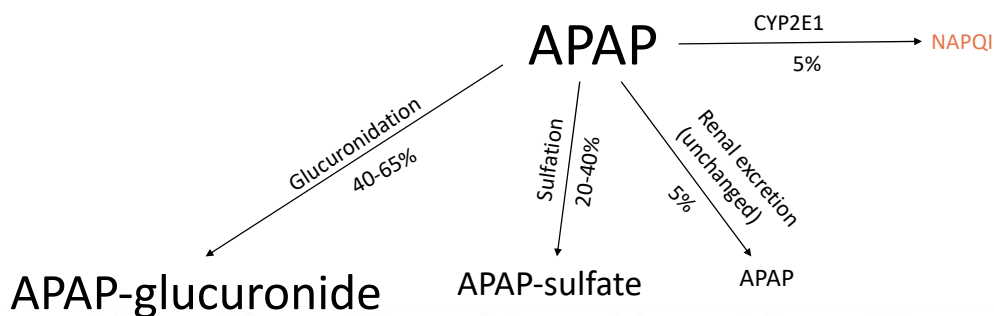 APAP
CYP2E1
5%
NAPQI
Glucuronidation
40-65%
Sulfation
20-40%
Renal excretion
(unchanged)
5%
APAP-glucuronide
APAP-sulfate
APAP